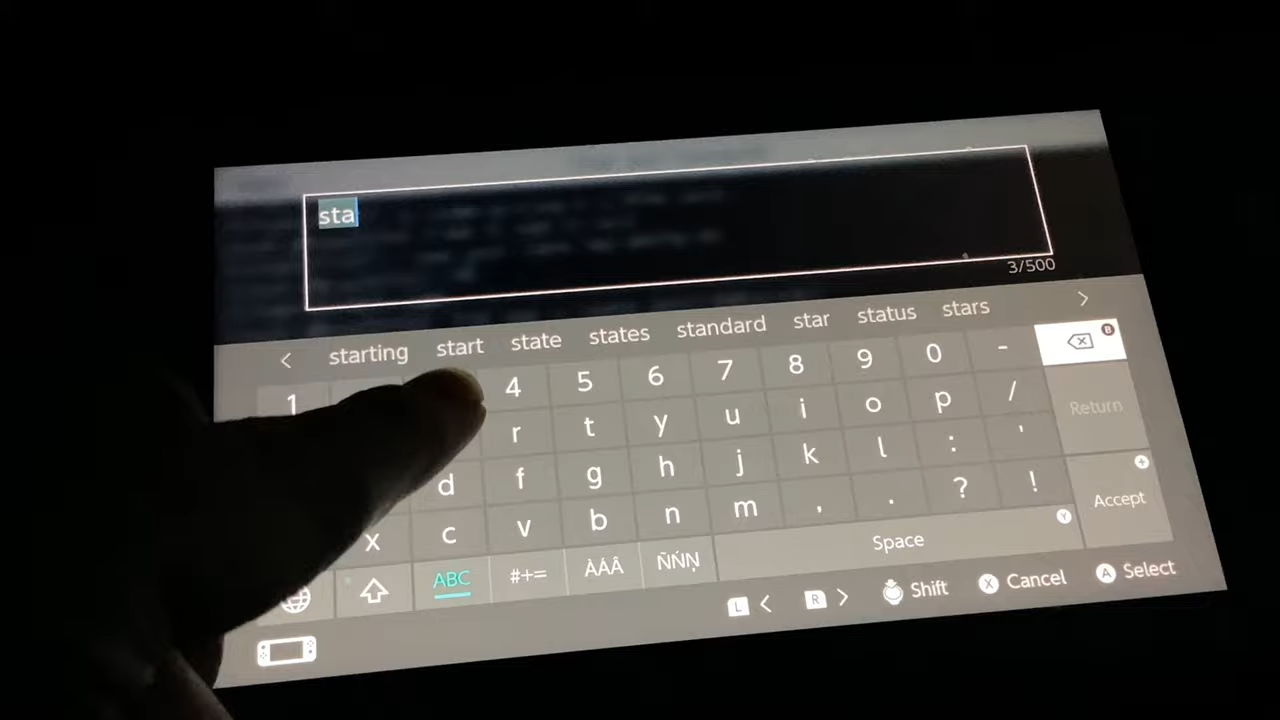 sta
3/500
< starting start state states standard star status stars >
1 4 5 6 7 8 9 0 - B
r t y u i o p / Return
d f g h j k l : '
x c v b n m , . ? ! + Accept
ABC #+= ÀÁÂ ÑŃṆ Space Y
L < R > Shift X Cancel A Select